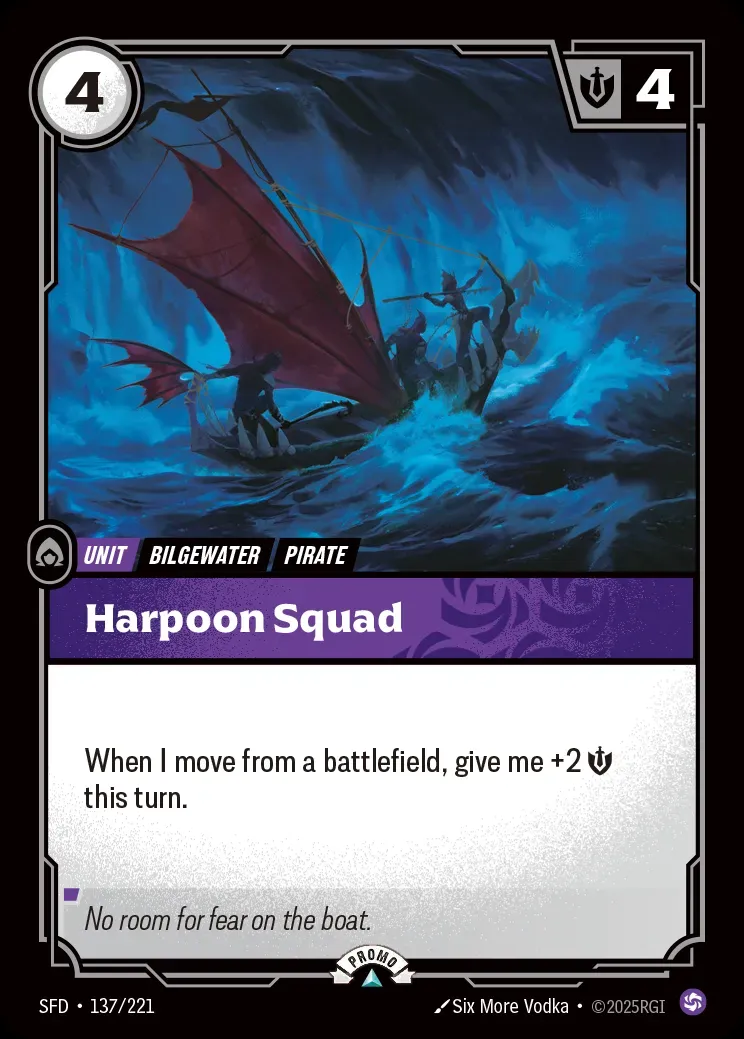 4
4
UNIT BILGEWATER PIRATE
Harpoon Squad
When I move from a battlefield, give me +2
this turn.
No room for fear on the boat.
PROMO
SFD • 137/221 Six More Vodka • ©2025RGI